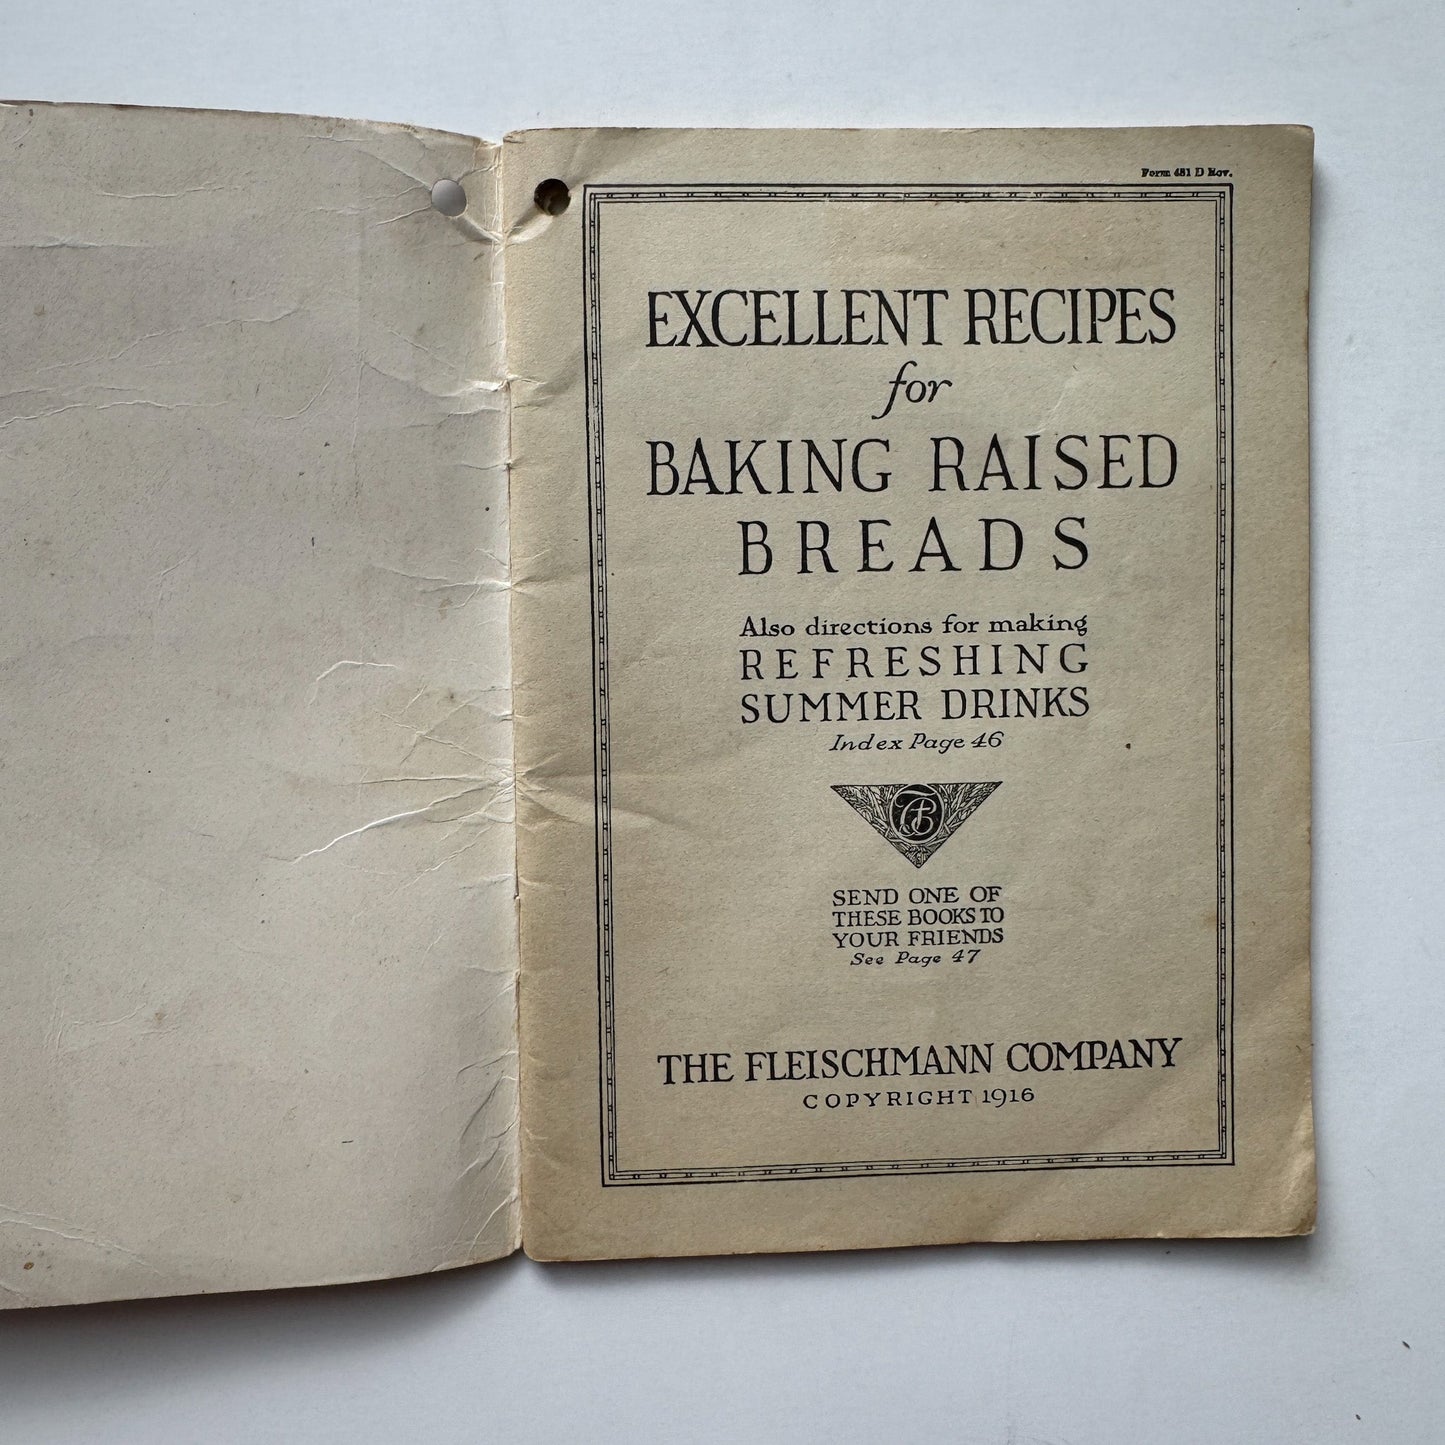 Form 481 D Rev.
EXCELLENT RECIPES
for
BAKING RAISED
BREADS
Also directions for making
REFRESHING
SUMMER DRINKS
Index Page 46
SEND ONE OF
THESE BOOKS TO
YOUR FRIENDS
See Page 47
THE FLEISCHMANN COMPANY
COPYRIGHT 1916